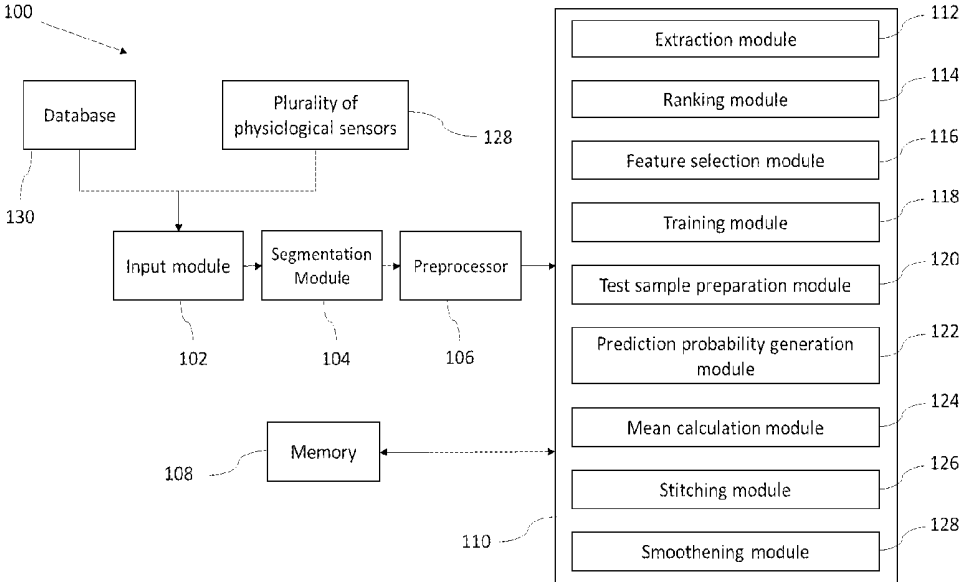 100
Database
130
Plurality of
physiological sensors
128
Input module
102
Segmentation
Module
104
Preprocessor
106
Memory
108
110
Extraction module
112
Ranking module
114
Feature selection module
116
Training module
118
Test sample preparation module
120
Prediction probability generation
module
122
Mean calculation module
124
Stitching module
126
Smoothening module
128